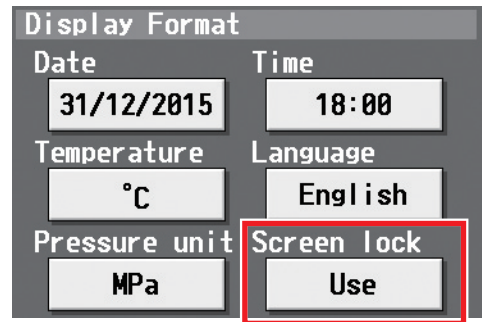 Display Format
Date Time
31/12/2015 18:00
Temperature Language
°C English
Pressure unit Screen lock
MPa Use